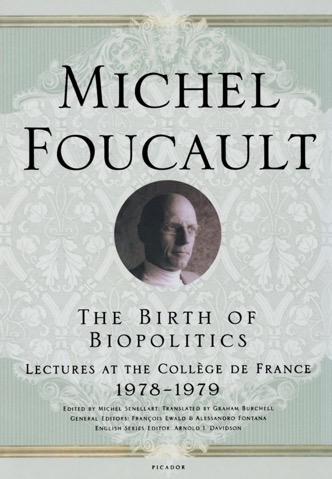 MICHEL
FOUCAULT
THE BIRTH OF
BIOPOLITICS
LECTURES AT THE COLLÈGE DE FRANCE
1978–1979
EDITED BY MICHEL SENELLART; TRANSLATED BY GRAHAM BURCHELL
GENERAL EDITORS: FRANÇOIS EWALD & ALESSANDRO FONTANA
ENGLISH SERIES EDITOR: ARNOLD I. DAVIDSON
PICADOR